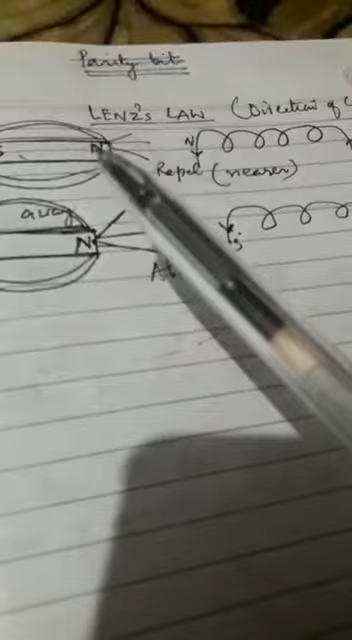 Parity bit
LENZ's LAW (Direction of
S N N
Repel (nearer)
away
N S